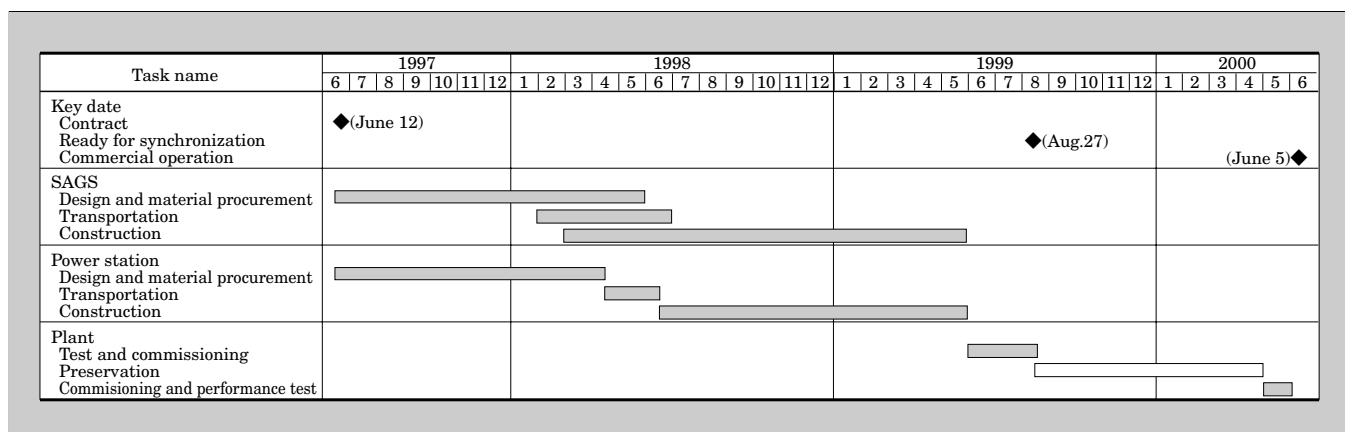 Task name 1997 1998 1999 2000
6 7 8 9 10 11 12 1 2 3 4 5 6 7 8 9 10 11 12 1 2 3 4 5 6 7 8 9 10 11 12 1 2 3 4 5 6
Key date
Contract ◆(June 12)
Ready for synchronization ◆(Aug.27)
Commercial operation (June 5)◆
SAGS
Design and material procurement
Transportation
Construction
Power station
Design and material procurement
Transportation
Construction
Plant
Test and commissioning
Preservation
Commisioning and performance test